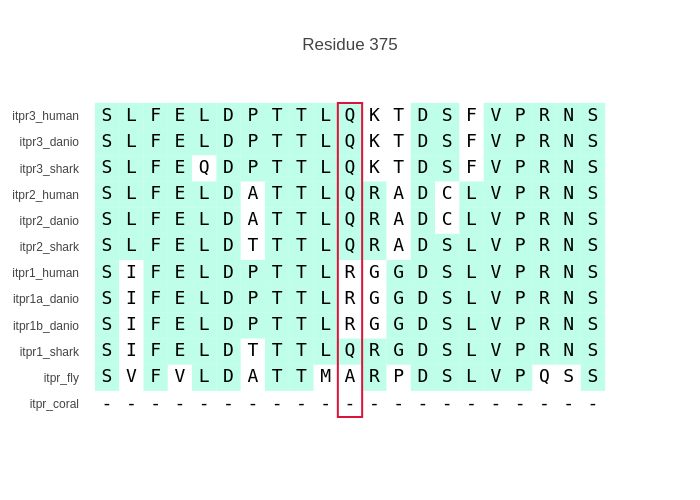 Residue 375
itpr3_human S L F E L D P T T L Q K T D S F V P R N S
itpr3_danio S L F E L D P T T L Q K T D S F V P R N S
itpr3_shark S L F E Q D P T T L Q K T D S F V P R N S
itpr2_human S L F E L D A T T L Q R A D C L V P R N S
itpr2_danio S L F E L D A T T L Q R A D C L V P R N S
itpr2_shark S L F E L D T T T L Q R A D S L V P R N S
itpr1_human S I F E L D P T T L R G G D S L V P R N S
itpr1a_danio S I F E L D P T T L R G G D S L V P R N S
itpr1b_danio S I F E L D P T T L R G G D S L V P R N S
itpr1_shark S I F E L D T T T L Q R G D S L V P R N S
itpr_fly S V F V L D A T T M A R P D S L V P Q S S
itpr_coral - - - - - - - - - - - - - - - - - - - - -